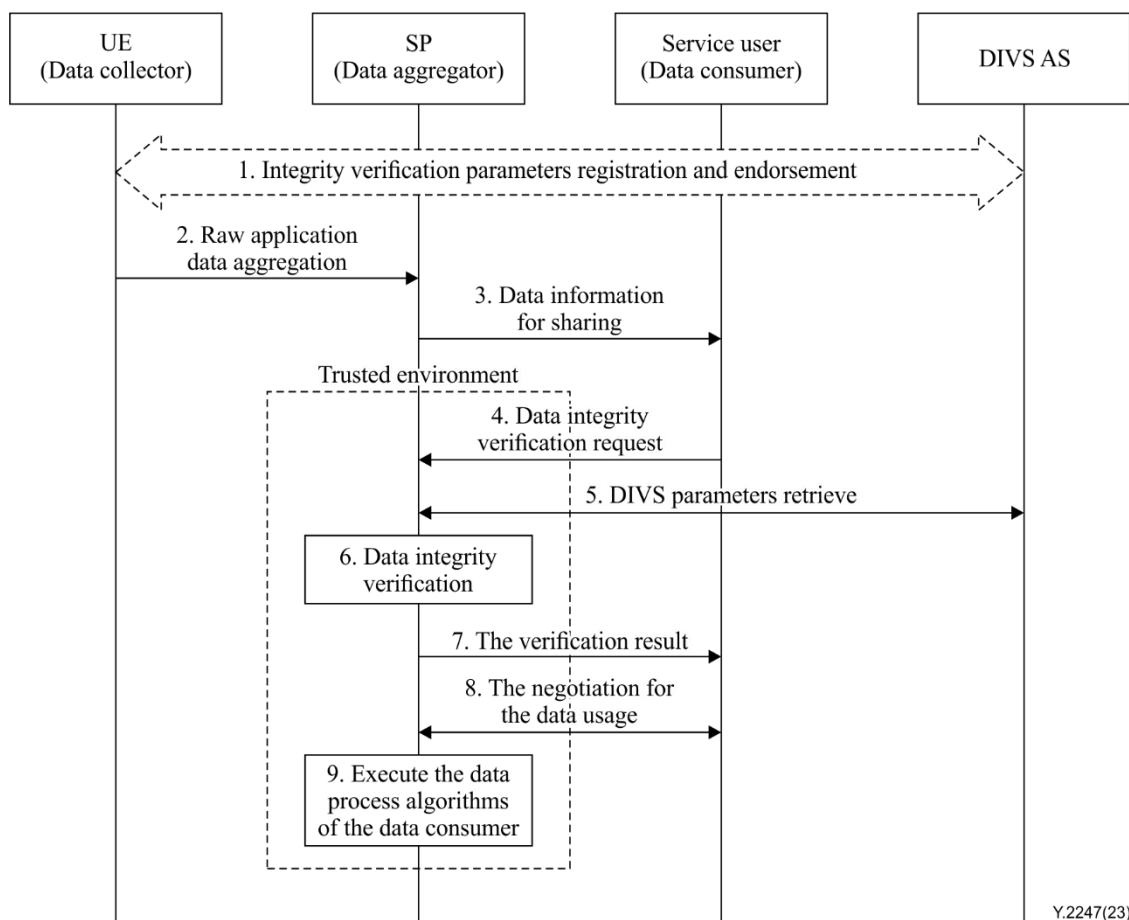 UE
(Data collector)
SP
(Data aggregator)
Service user
(Data consumer)
DIVS AS
1. Integrity verification parameters registration and endorsement
2. Raw application
data aggregation
3. Data information
for sharing
Trusted environment
4. Data integrity
verification request
5. DIVS parameters retrieve
6. Data integrity
verification
7. The verification result
8. The negotiation for
the data usage
9. Execute the data
process algorithms
of the data consumer
Y.2247(23)